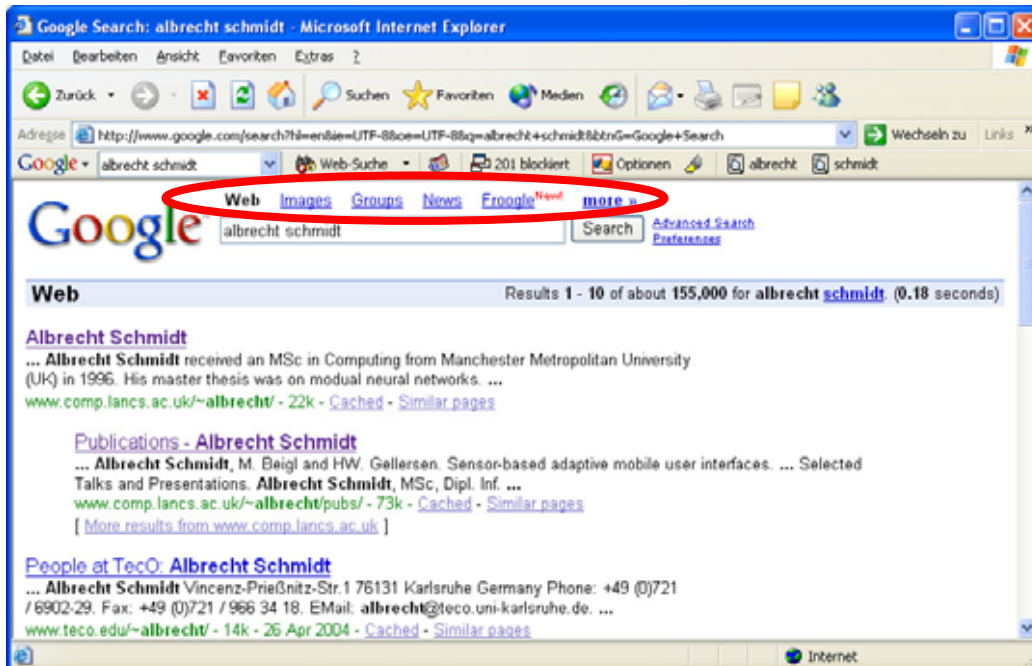 Google Search: albrecht schmidt - Microsoft Internet Explorer
Datei Bearbeiten Ansicht Favoriten Extras ?
Zurück Suchen Favoriten Medien
Adresse http://www.google.com/search?hl=en&ie=UTF-8&oe=UTF-8&q=albrecht+schmidt&btnG=Google+Search Wechseln zu Links »
Google albrecht schmidt Web-Suche 201 blockiert Optionen albrecht schmidt
Web Images Groups News Froogle New! more »
Google albrecht schmidt Search Advanced Search
Preferences
Web Results 1 - 10 of about 155,000 for albrecht schmidt. (0.18 seconds)
Albrecht Schmidt
... Albrecht Schmidt received an MSc in Computing from Manchester Metropolitan University
(UK) in 1996. His master thesis was on modual neural networks. ...
www.comp.lancs.ac.uk/~albrecht/ - 22k - Cached - Similar pages
Publications - Albrecht Schmidt
... Albrecht Schmidt, M. Beigl and HW. Gellersen. Sensor-based adaptive mobile user interfaces. ... Selected
Talks and Presentations. Albrecht Schmidt, MSc, Dipl. Inf. ...
www.comp.lancs.ac.uk/~albrecht/pubs/ - 73k - Cached - Similar pages
[ More results from www.comp.lancs.ac.uk ]
People at TecO: Albrecht Schmidt
... Albrecht Schmidt Vincenz-Prießnitz-Str.1 76131 Karlsruhe Germany Phone: +49 (0)721
/ 6902-29. Fax: +49 (0)721 / 966 34 18. EMail: albrecht@teco.uni-karlsruhe.de. ...
www.teco.edu/~albrecht/ - 14k - 26 Apr 2004 - Cached - Similar pages
Internet